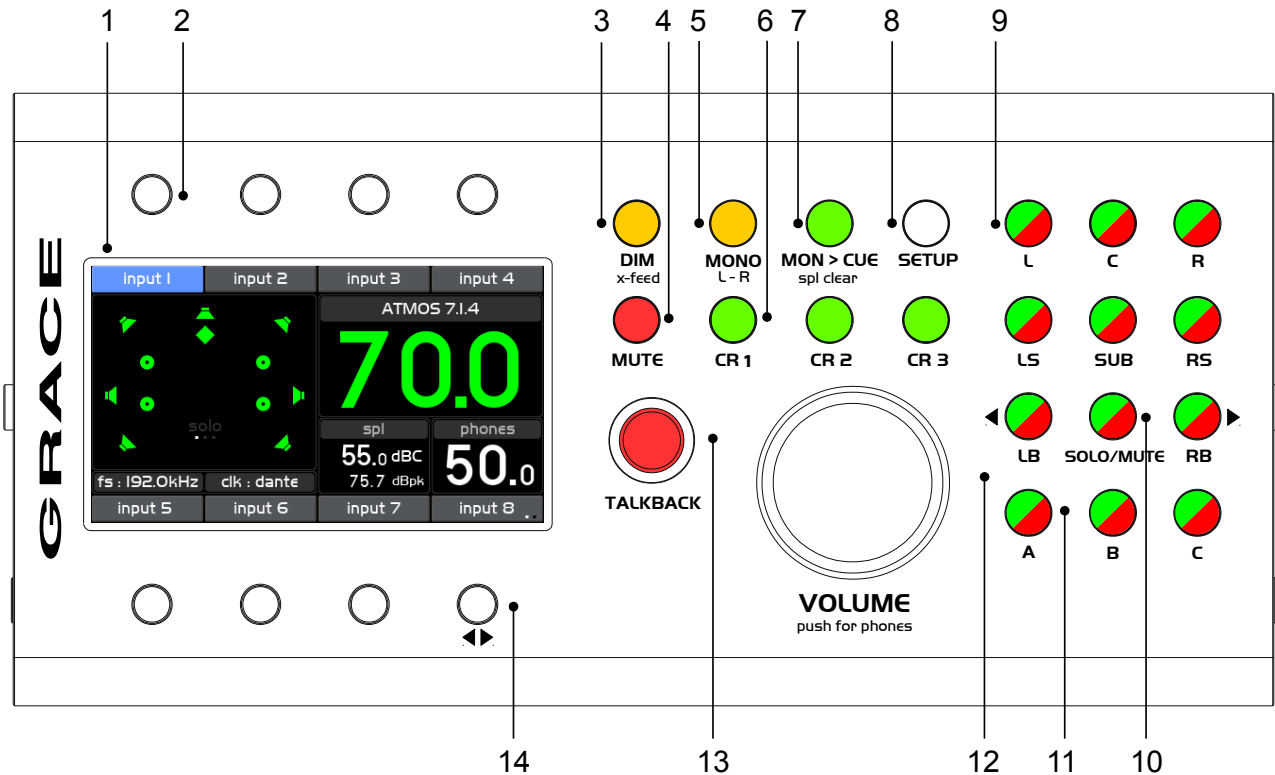 1 2 3 4 5 6 7 8 9
GRACE
input 1 input 2 input 3 input 4
ATMOS 7.1.4
70.0
solo
spl phones
55.0 dBC
75.7 dBpk
50.0
fs : 192.0kHz clk : dante
input 5 input 6 input 7 input 8
DIM MONO MON > CUE SETUP
x-feed L - R spl clear
MUTE CR 1 CR 2 CR 3
TALKBACK
VOLUME
push for phones
L C R
LS SUB RS
LB SOLO/MUTE RB
A B C
14 13 12 11 10